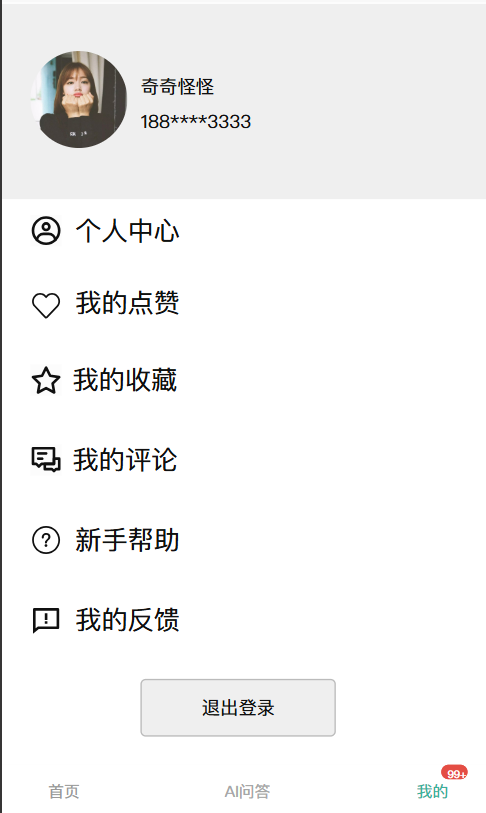 奇奇怪怪
188****3333
个人中心
我的点赞
我的收藏
我的评论
新手帮助
我的反馈
退出登录
99+
首页
AI问答
我的